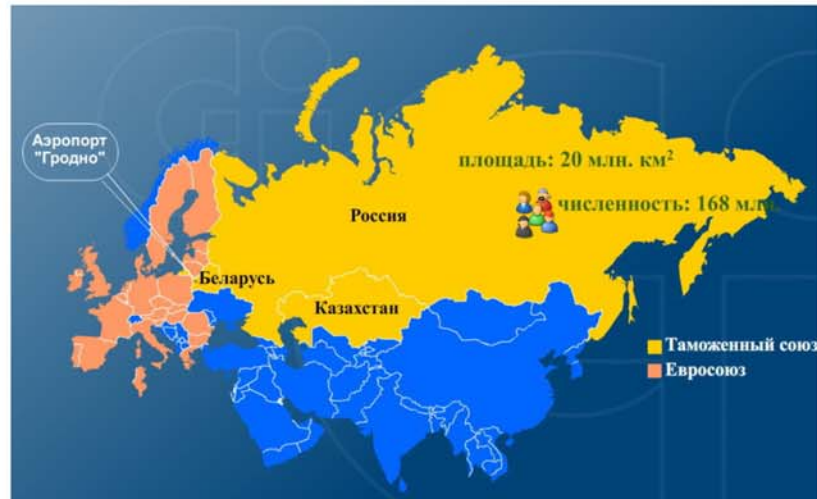 Аэропорт
"Гродно"
площадь: 20 млн. км²
численность: 168 млн.
Россия
Беларусь
Казахстан
Таможенный союз
Евросоюз